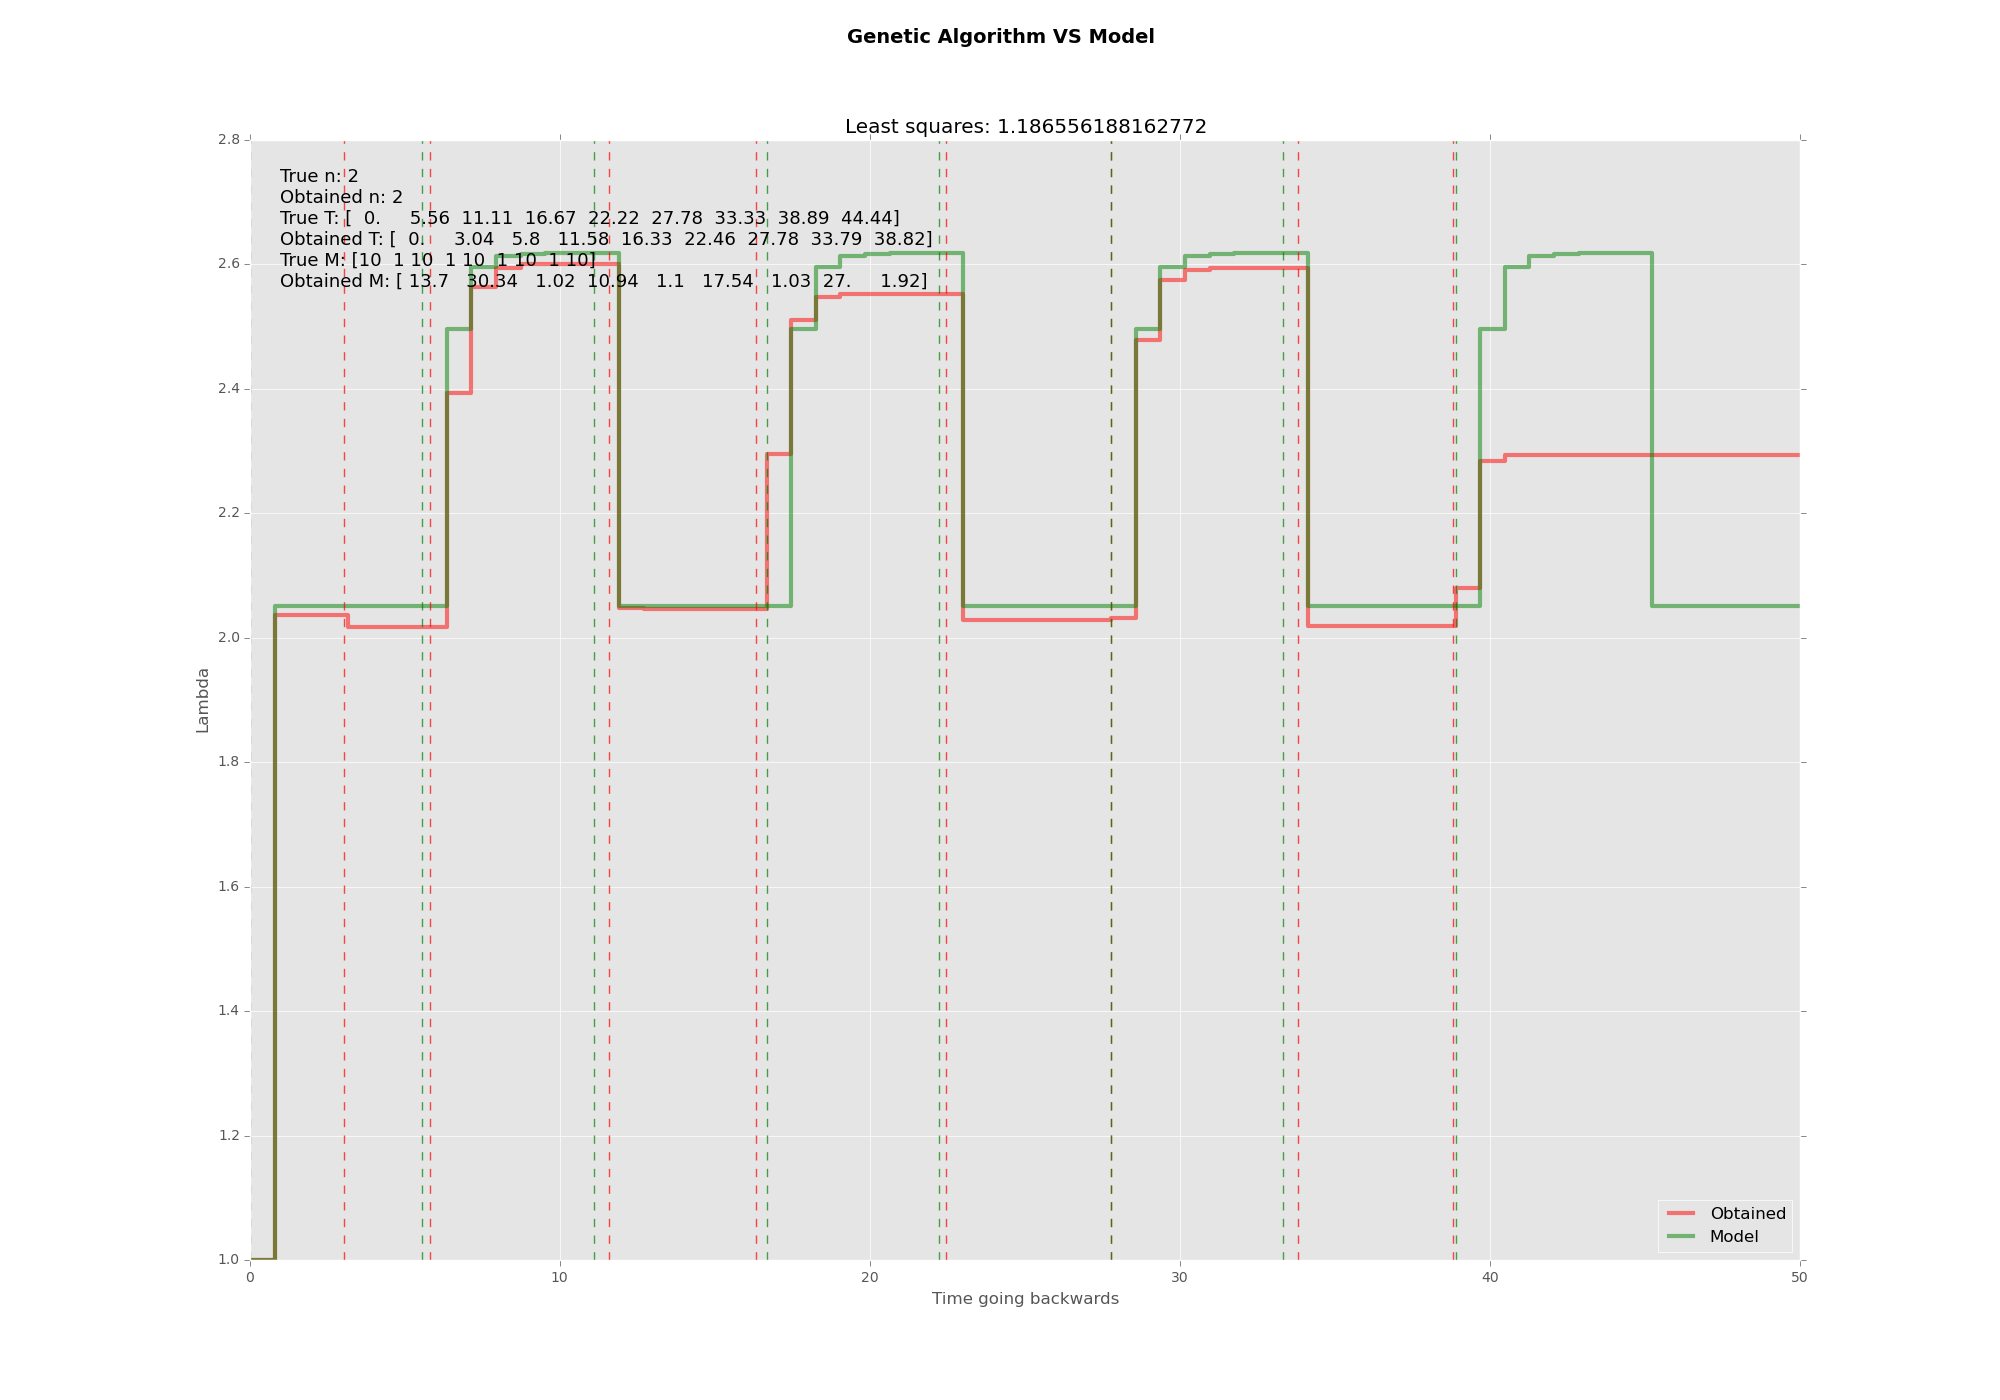 Genetic Algorithm VS Model
Least squares: 1.186556188162772
2.8
True n: 2
Obtained n: 2
True T: [  0.     5.56  11.11  16.67  22.22  27.78  33.33  38.89  44.44]
Obtained T: [  0.     3.04   5.8   11.58  16.33  22.46  27.78  33.79  38.82]
True M: [10  1 10  1 10  1 10  1 10]
Obtained M: [ 13.7   30.34   1.02  10.94   1.1   17.54   1.03  27.     1.92]
2.6
2.4
2.2
2.0
1.8
1.6
1.4
1.2
1.0
Lambda
Obtained
Model
0 10 20 30 40 50
Time going backwards